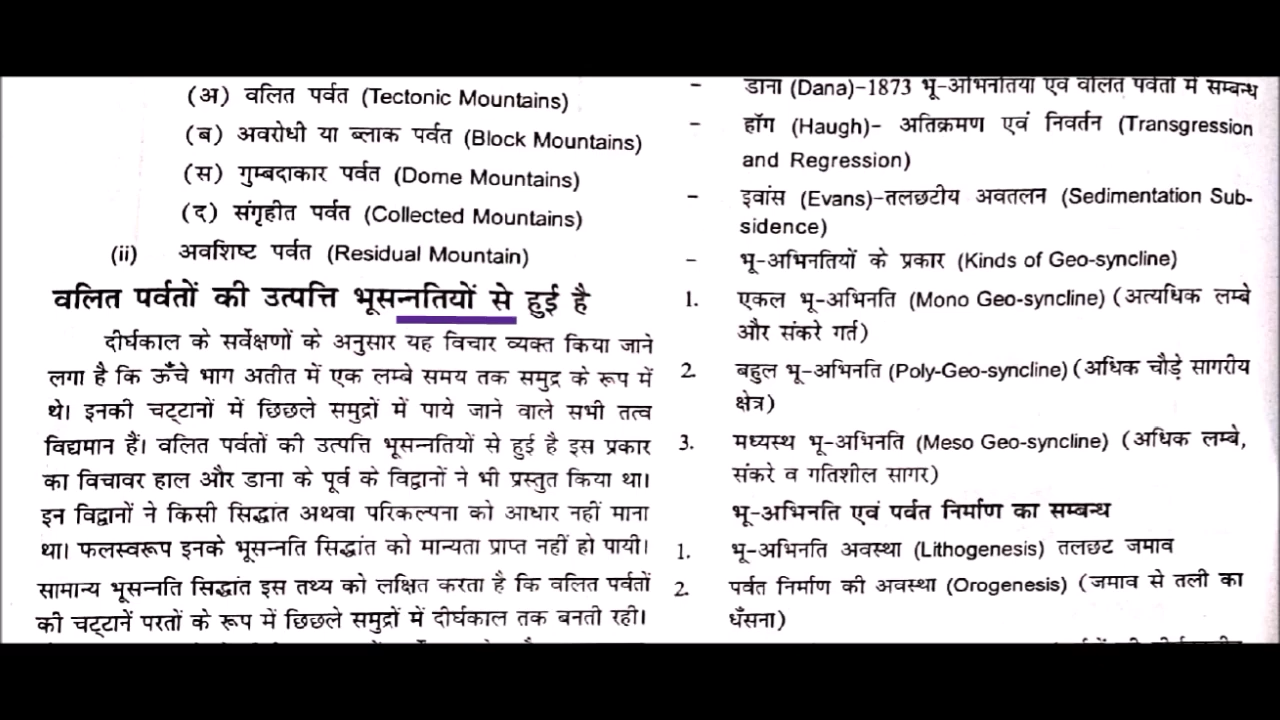 (अ) वलित पर्वत (Tectonic Mountains)
(ब) अवरोधी या ब्लाक पर्वत (Block Mountains)
(स) गुम्बदाकार पर्वत (Dome Mountains)
(द) संगृहीत पर्वत (Collected Mountains)
(ii) अवशिष्ट पर्वत (Residual Mountain)
वलित पर्वतों की उत्पत्ति भूसन्नतियों से हुई है
दीर्घकाल के सर्वेक्षणों के अनुसार यह विचार व्यक्त किया जाने
लगा है कि ऊँचे भाग अतीत में एक लम्बे समय तक समुद्र के रूप में
थे। इनकी चट्टानों में छिछले समुद्रों में पाये जाने वाले सभी तत्व
विद्यमान हैं। वलित पर्वतों की उत्पत्ति भूसन्नतियों से हुई है इस प्रकार
का विचावर हाल और डाना के पूर्व के विद्वानों ने भी प्रस्तुत किया था।
इन विद्वानों ने किसी सिद्धांत अथवा परिकल्पना को आधार नहीं माना
था। फलस्वरूप इनके भूसन्नति सिद्धांत को मान्यता प्राप्त नहीं हो पायी।
सामान्य भूसन्नति सिद्धांत इस तथ्य को लक्षित करता है कि वलित पर्वतों
की चट्टानें परतों के रूप में छिछले समुद्रों में दीर्घकाल तक बनती रही।
- डाना (Dana)-1873 भू-अभिनतिया एवं वलित पर्वतों में सम्बन्ध
- हॉग (Haugh)- अतिक्रमण एवं निवर्तन (Transgression
and Regression)
- इवांस (Evans)-तलछटीय अवतलन (Sedimentation Sub-
sidence)
- भू-अभिनतियों के प्रकार (Kinds of Geo-syncline)
1. एकल भू-अभिनति (Mono Geo-syncline) (अत्यधिक लम्बे
और संकरे गर्त)
2. बहुल भू-अभिनति (Poly-Geo-syncline) (अधिक चौड़े सागरीय
क्षेत्र)
3. मध्यस्थ भू-अभिनति (Meso Geo-syncline) (अधिक लम्बे,
संकरे व गतिशील सागर)
भू-अभिनति एवं पर्वत निर्माण का सम्बन्ध
1. भू-अभिनति अवस्था (Lithogenesis) तलछट जमाव
2. पर्वत निर्माण की अवस्था (Orogenesis) (जमाव से तली का
धँसना)